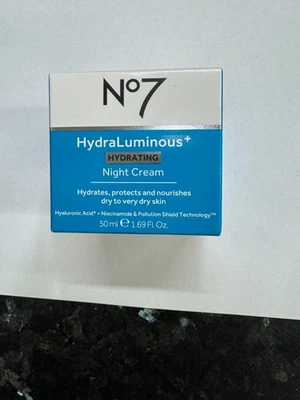 No7
HydraLuminous+
HYDRATING
Night Cream
Hydrates, protects and nourishes
dry to very dry skin
Hyaluronic Acid* + Niacinamide & Pollution Shield Technology™
50 ml ℮ 1.69 Fl. Oz.